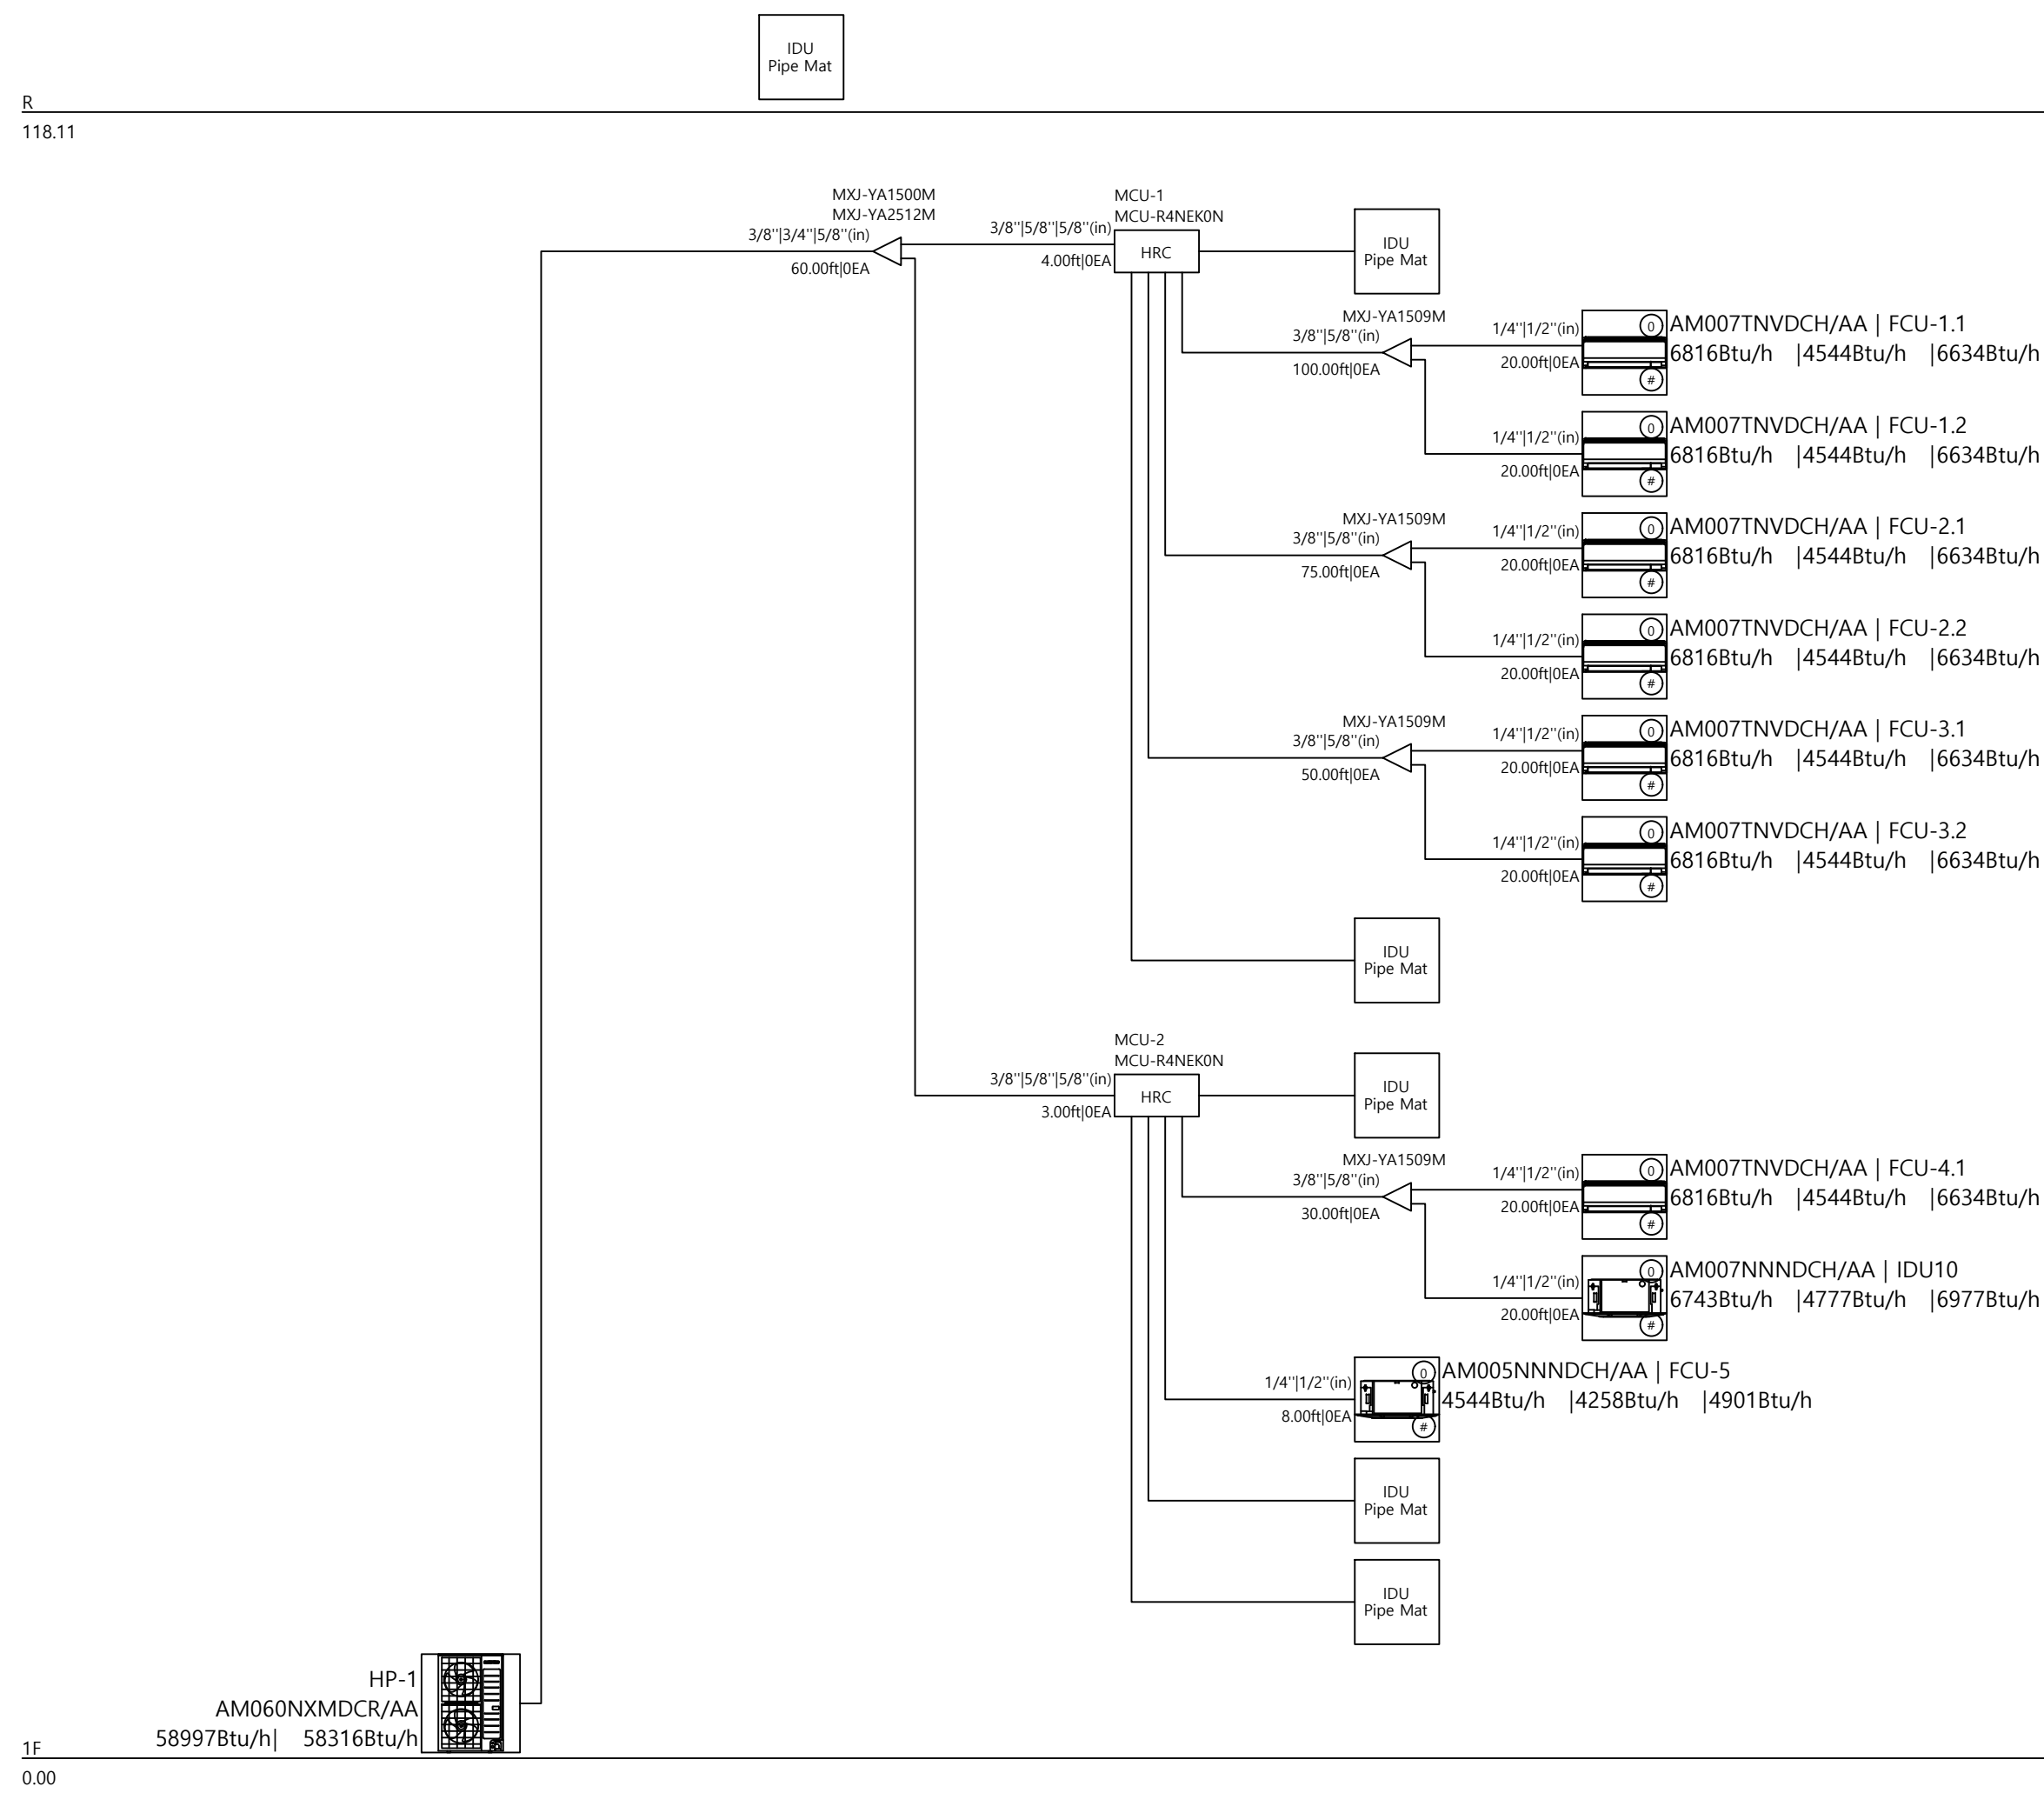 IDU
Pipe Mat
R
118.11
MXJ-YA1500M
MXJ-YA2512M
3/8''|3/4''|5/8''(in)
60.00ft|0EA
MCU-1
MCU-R4NEK0N
3/8''|5/8''|5/8''(in)
4.00ft|0EA
HRC
IDU
Pipe Mat
MXJ-YA1509M
3/8''|5/8''(in)
100.00ft|0EA
1/4''|1/2''(in)
20.00ft|0EA
0
#
AM007TNVDCH/AA | FCU-1.1
6816Btu/h |4544Btu/h |6634Btu/h
1/4''|1/2''(in)
20.00ft|0EA
0
#
AM007TNVDCH/AA | FCU-1.2
6816Btu/h |4544Btu/h |6634Btu/h
MXJ-YA1509M
3/8''|5/8''(in)
75.00ft|0EA
1/4''|1/2''(in)
20.00ft|0EA
0
#
AM007TNVDCH/AA | FCU-2.1
6816Btu/h |4544Btu/h |6634Btu/h
1/4''|1/2''(in)
20.00ft|0EA
0
#
AM007TNVDCH/AA | FCU-2.2
6816Btu/h |4544Btu/h |6634Btu/h
MXJ-YA1509M
3/8''|5/8''(in)
50.00ft|0EA
1/4''|1/2''(in)
20.00ft|0EA
0
#
AM007TNVDCH/AA | FCU-3.1
6816Btu/h |4544Btu/h |6634Btu/h
1/4''|1/2''(in)
20.00ft|0EA
0
#
AM007TNVDCH/AA | FCU-3.2
6816Btu/h |4544Btu/h |6634Btu/h
IDU
Pipe Mat
MCU-2
MCU-R4NEK0N
3/8''|5/8''|5/8''(in)
3.00ft|0EA
HRC
IDU
Pipe Mat
MXJ-YA1509M
3/8''|5/8''(in)
30.00ft|0EA
1/4''|1/2''(in)
20.00ft|0EA
0
#
AM007TNVDCH/AA | FCU-4.1
6816Btu/h |4544Btu/h |6634Btu/h
1/4''|1/2''(in)
20.00ft|0EA
0
#
AM007NNNDCH/AA | IDU10
6743Btu/h |4777Btu/h |6977Btu/h
1/4''|1/2''(in)
8.00ft|0EA
0
#
AM005NNNDCH/AA | FCU-5
4544Btu/h |4258Btu/h |4901Btu/h
IDU
Pipe Mat
IDU
Pipe Mat
HP-1
AM060NXMDCR/AA
58997Btu/h| 58316Btu/h
1F
0.00